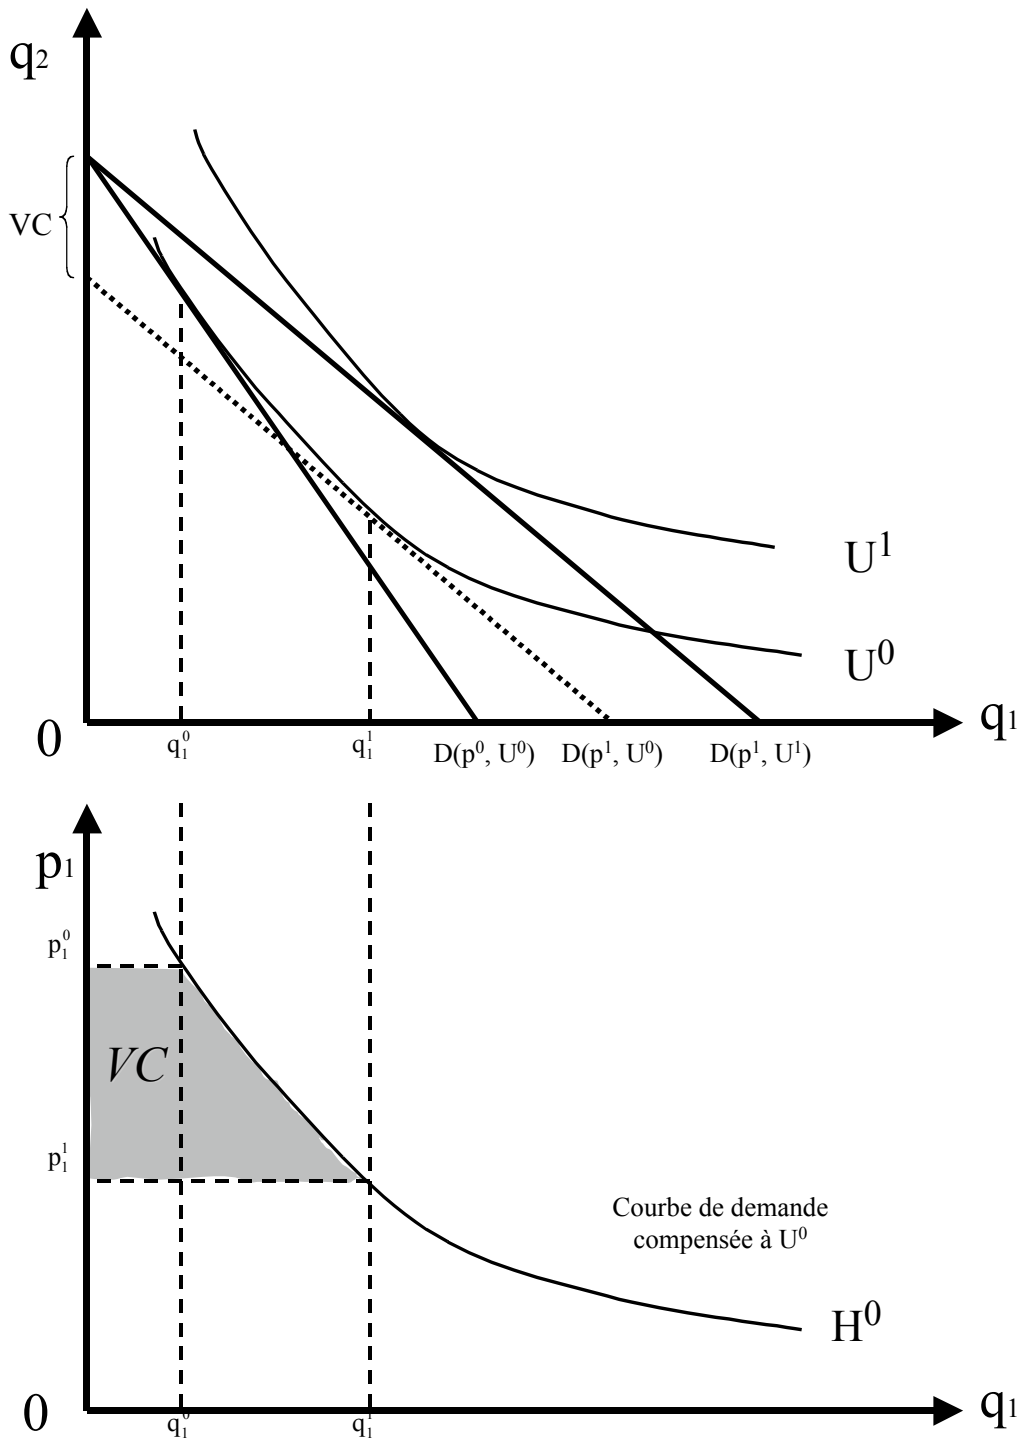 q₂
VC
U¹
U⁰
0
q₁
q₁⁰
q₁¹
D(p⁰, U⁰)
D(p¹, U⁰)
D(p¹, U¹)
p₁
p₁⁰
VC
p₁¹
Courbe de demande
compensée à U⁰
H⁰
0
q₁
q₁⁰
q₁¹